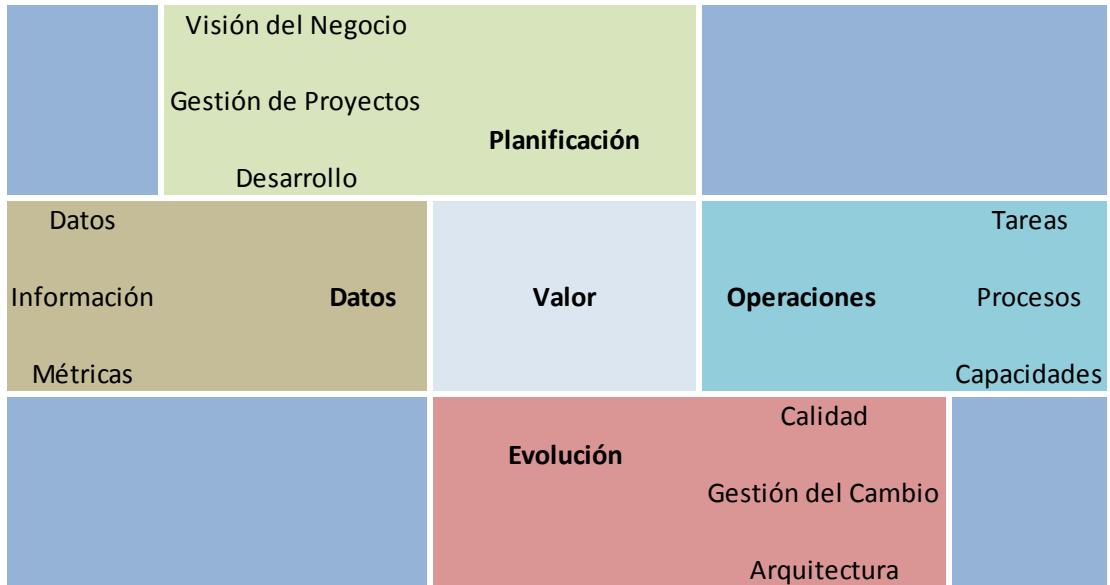 Visión del Negocio
Gestión de Proyectos
Planificación
Desarrollo
Datos
Información
Métricas
Datos
Valor
Operaciones
Tareas
Procesos
Capacidades
Evolución
Calidad
Gestión del Cambio
Arquitectura